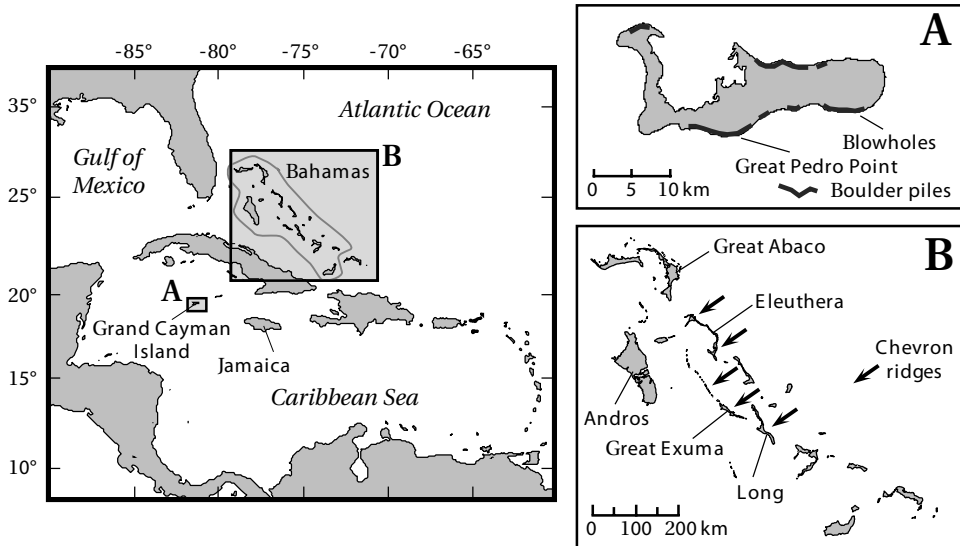 -85° -80° -75° -70° -65°
35°
25°
20°
15°
10°
Atlantic Ocean
Gulf of
Mexico
B
Bahamas
A
Grand Cayman
Island
Jamaica
Caribbean Sea
A
Blowholes
Great Pedro Point
0 5 10 km
Boulder piles
B
Great Abaco
Eleuthera
Chevron
ridges
Andros
Great Exuma
Long
0 100 200 km